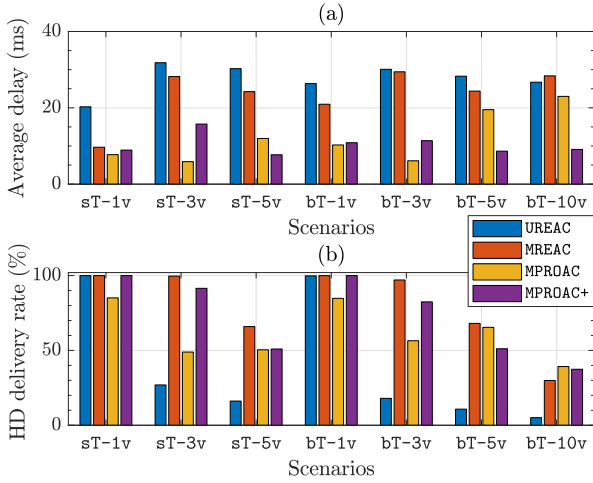 (a)
Average delay (ms)
40
20
0
sT-1v sT-3v sT-5v bT-1v bT-3v bT-5v bT-10v
Scenarios
UREAC
MREAC
MPROAC
MPROAC+
(b)
HD delivery rate (%)
100
50
0
sT-1v sT-3v sT-5v bT-1v bT-3v bT-5v bT-10v
Scenarios